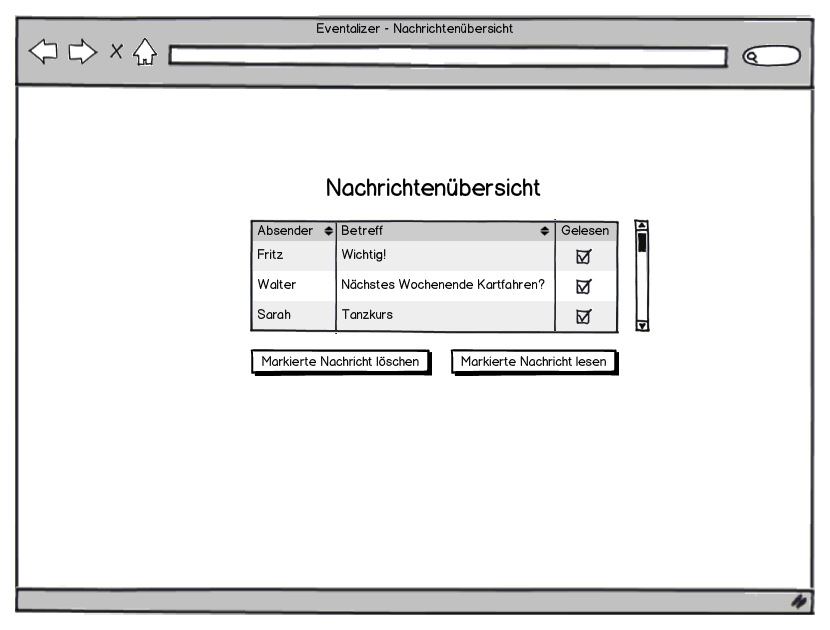 Eventalizer - Nachrichtenübersicht
Nachrichtenübersicht
Absender Betreff Gelesen
Fritz Wichtig!
Walter Nächstes Wochenende Kartfahren?
Sarah Tanzkurs
Markierte Nachricht löschen Markierte Nachricht lesen